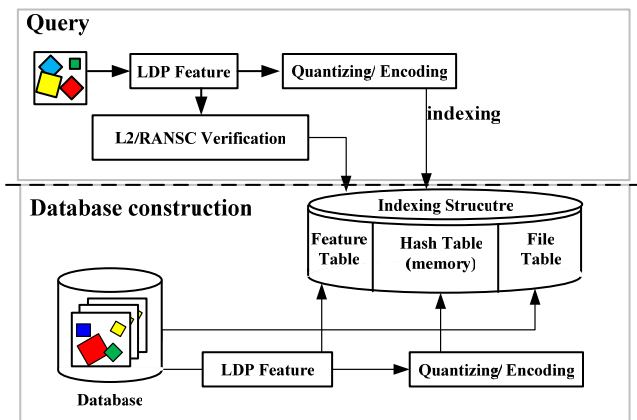 Query
LDP Feature
Quantizing/ Encoding
indexing
L2/RANSC Verification
Database construction
Indexing Strucutre
Feature
Table
Hash Table
(memory)
File
Table
LDP Feature
Quantizing/ Encoding
Database